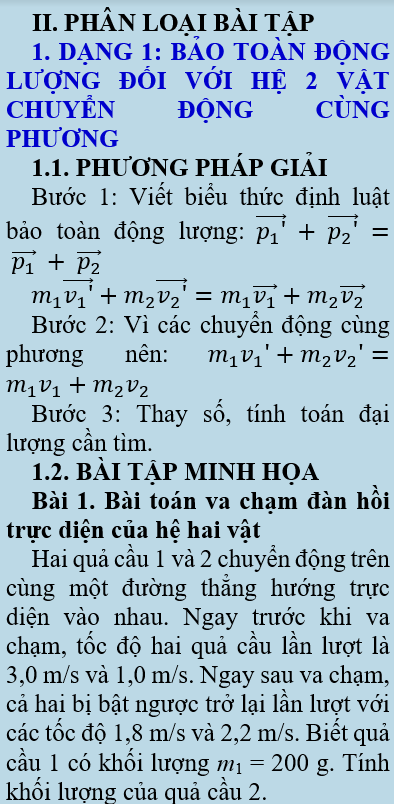 II. PHÂN LOẠI BÀI TẬP
1. DẠNG 1: BẢO TOÀN ĐỘNG
LƯỢNG ĐỐI VỚI HỆ 2 VẬT
CHUYỂN ĐỘNG CÙNG
PHƯƠNG
1.1. PHƯƠNG PHÁP GIẢI
Bước 1: Viết biểu thức định luật
bảo toàn động lượng: $\overrightarrow{p_1}' + \overrightarrow{p_2}' =$
$\overrightarrow{p_1} + \overrightarrow{p_2}$
$m_1\overrightarrow{v_1}' + m_2\overrightarrow{v_2}' = m_1\overrightarrow{v_1} + m_2\overrightarrow{v_2}$
Bước 2: Vì các chuyển động cùng
phương nên: $m_1v_1' + m_2v_2' =$
$m_1v_1 + m_2v_2$
Bước 3: Thay số, tính toán đại
lượng cần tìm.
1.2. BÀI TẬP MINH HỌA
Bài 1. Bài toán va chạm đàn hồi
trực diện của hệ hai vật
Hai quả cầu 1 và 2 chuyển động trên
cùng một đường thẳng hướng trực
diện vào nhau. Ngay trước khi va
chạm, tốc độ hai quả cầu lần lượt là
3,0 m/s và 1,0 m/s. Ngay sau va chạm,
cả hai bị bật ngược trở lại lần lượt với
các tốc độ 1,8 m/s và 2,2 m/s. Biết quả
cầu 1 có khối lượng $m_1$ = 200 g. Tính
khối lượng của quả cầu 2.